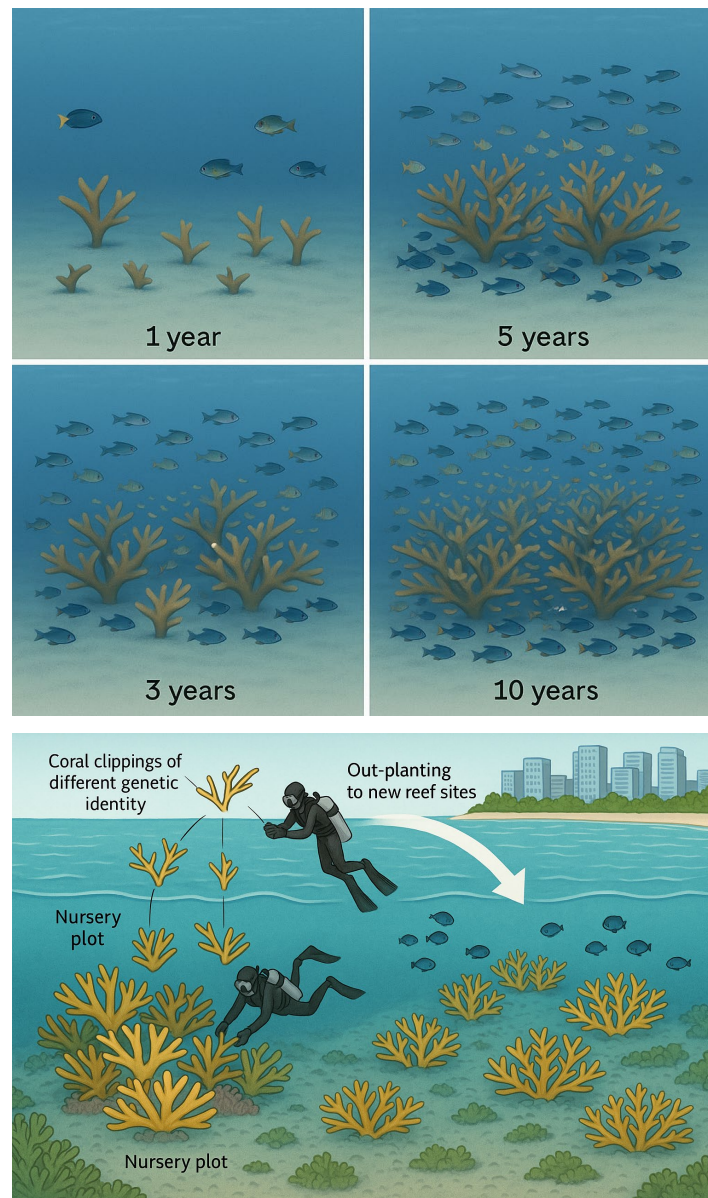 1 year
5 years
3 years
10 years
Coral clippings of
different genetic
identity
Out-planting
to new reef sites
Nursery
plot
Nursery plot